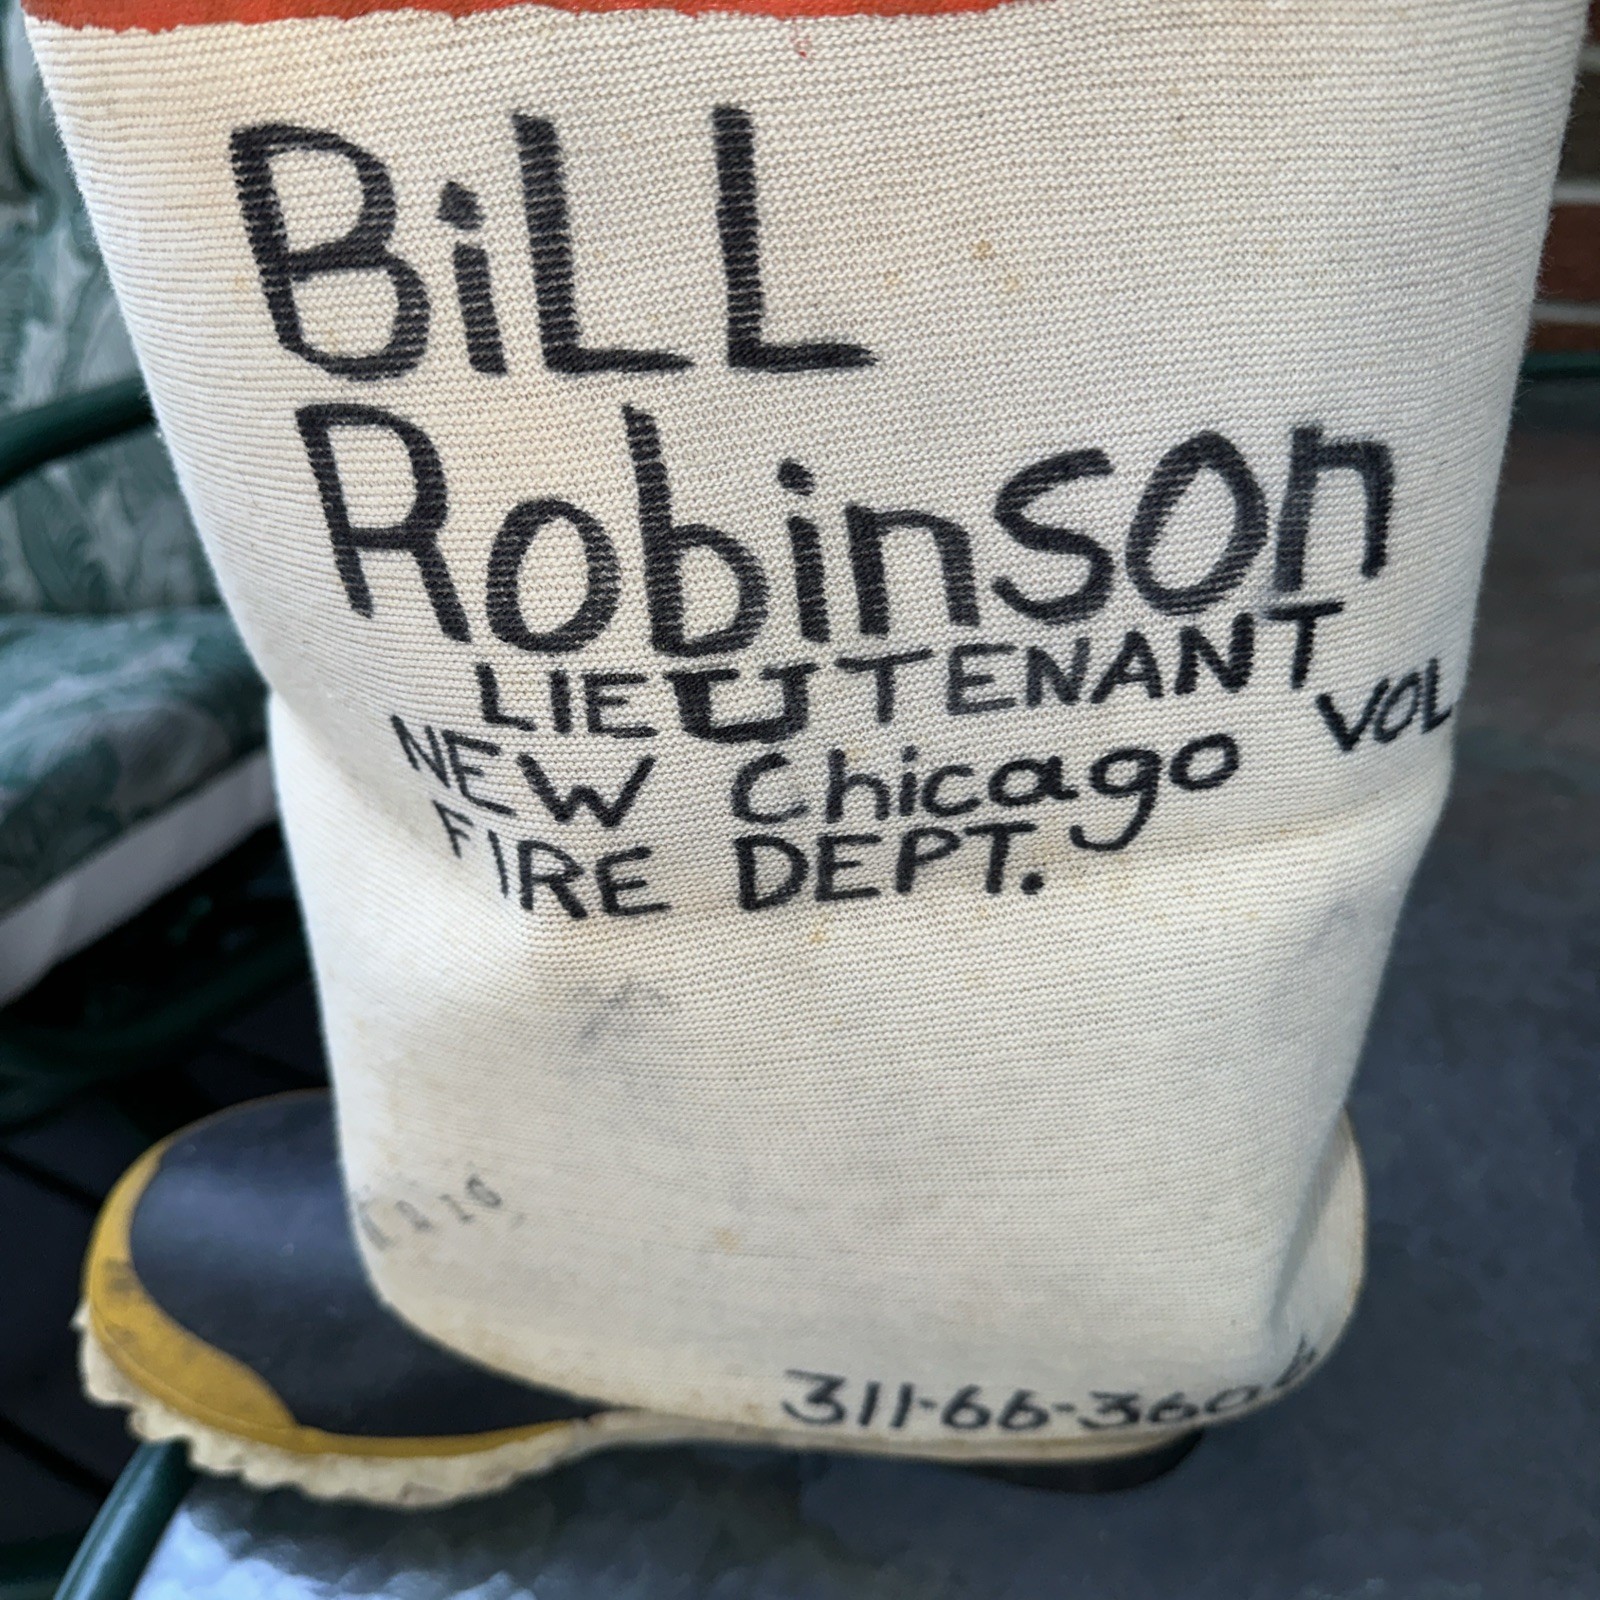 BiLL
Robinson
LIEUTENANT
NEW Chicago VOL
FIRE DEPT.